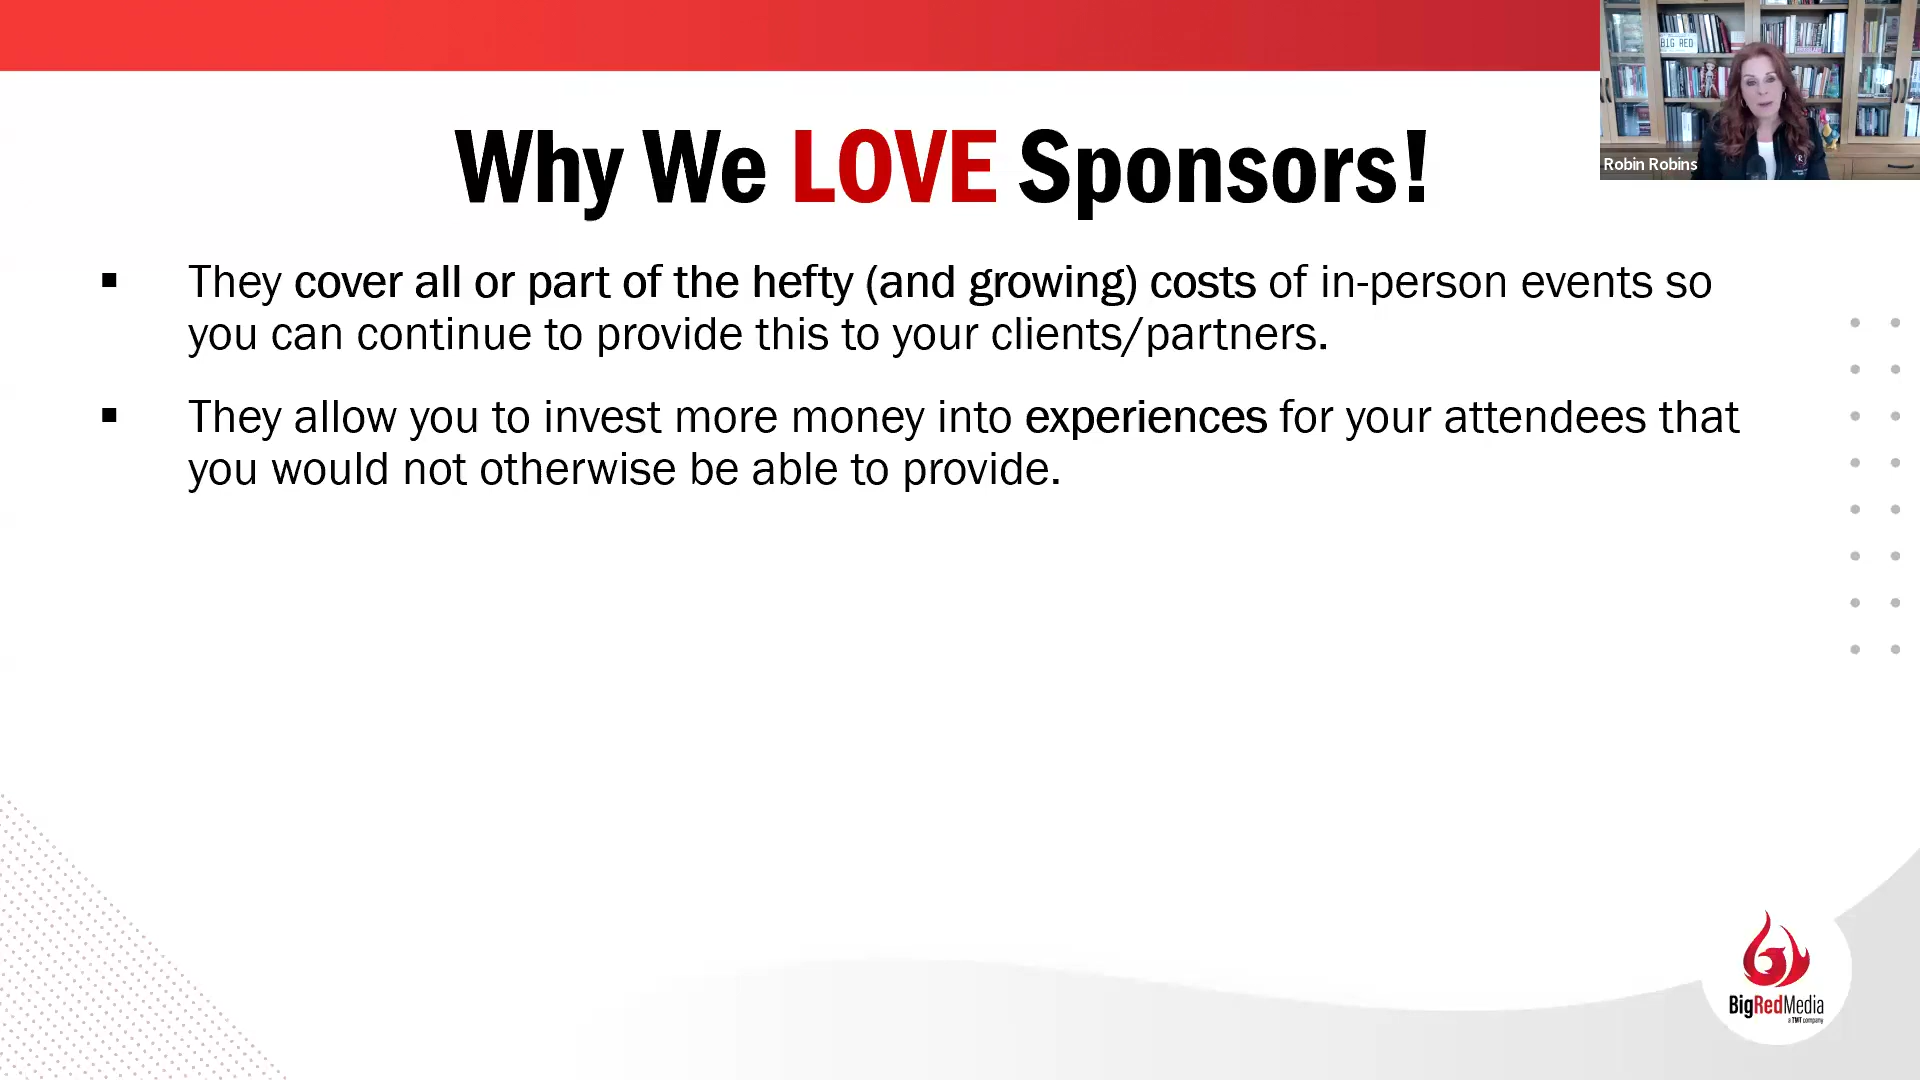 BIG RED
Robin Robins
Why We LOVE Sponsors!
▪ They cover all or part of the hefty (and growing) costs of in-person events so
you can continue to provide this to your clients/partners.
▪ They allow you to invest more money into experiences for your attendees that
you would not otherwise be able to provide.
BigRedMedia
a TMT company